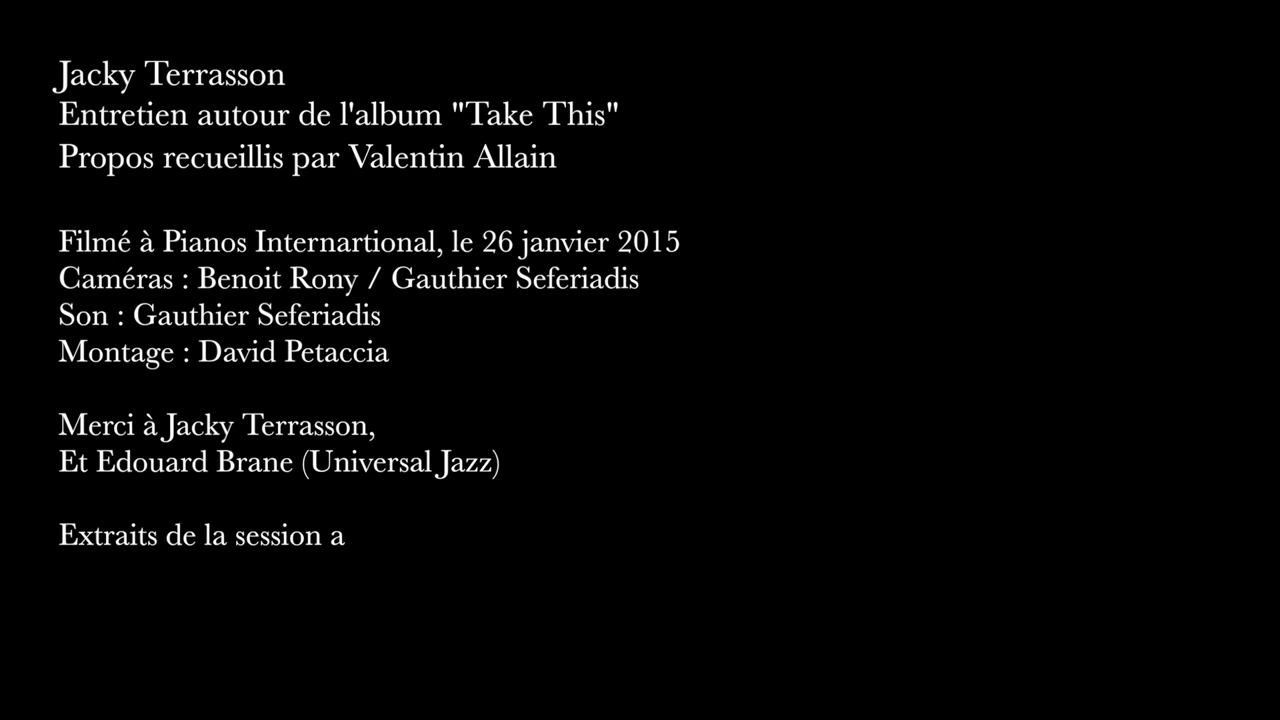 Jacky Terrasson
Entretien autour de l'album "Take This"
Propos recueillis par Valentin Allain
Filmé à Pianos Internartional, le 26 janvier 2015
Caméras : Benoit Rony / Gauthier Seferiadis
Son : Gauthier Seferiadis
Montage : David Petaccia
Merci à Jacky Terrasson,
Et Edouard Brane (Universal Jazz)
Extraits de la session a